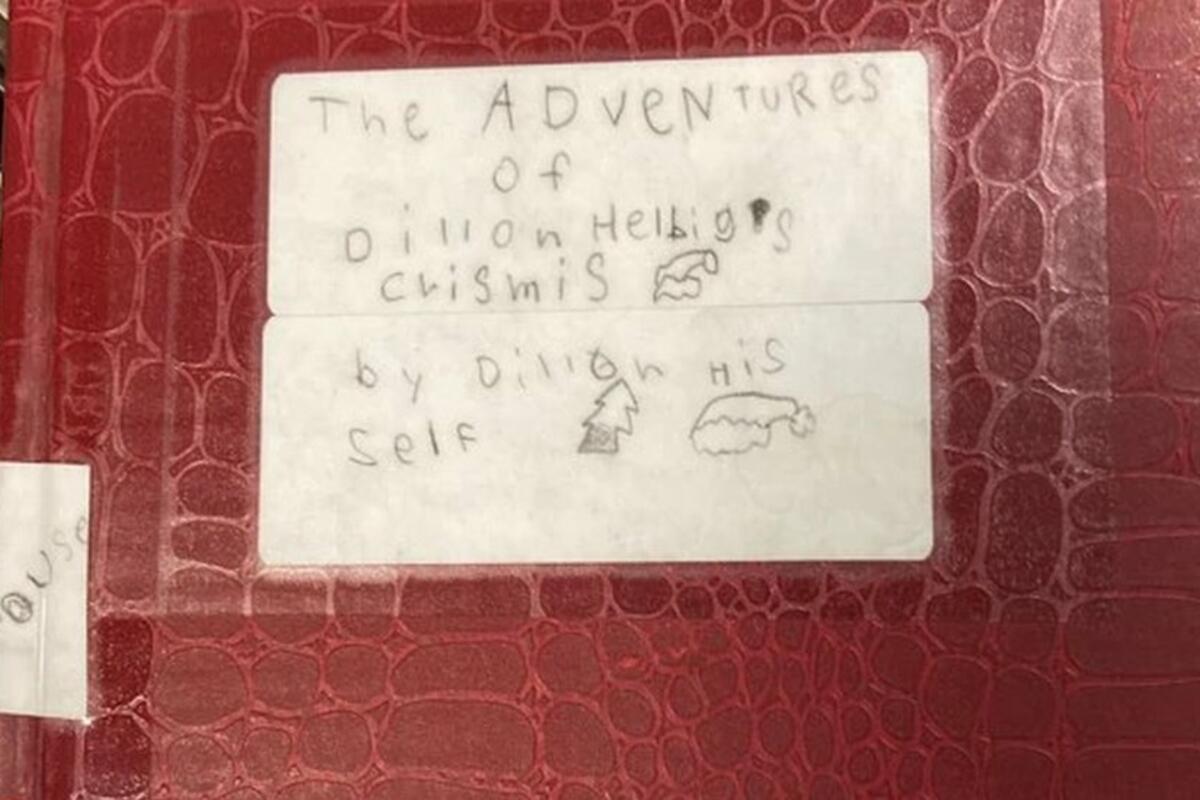 The ADVeNTURes
of
Dillon Helbig's
crismis
by Dillon His
Self